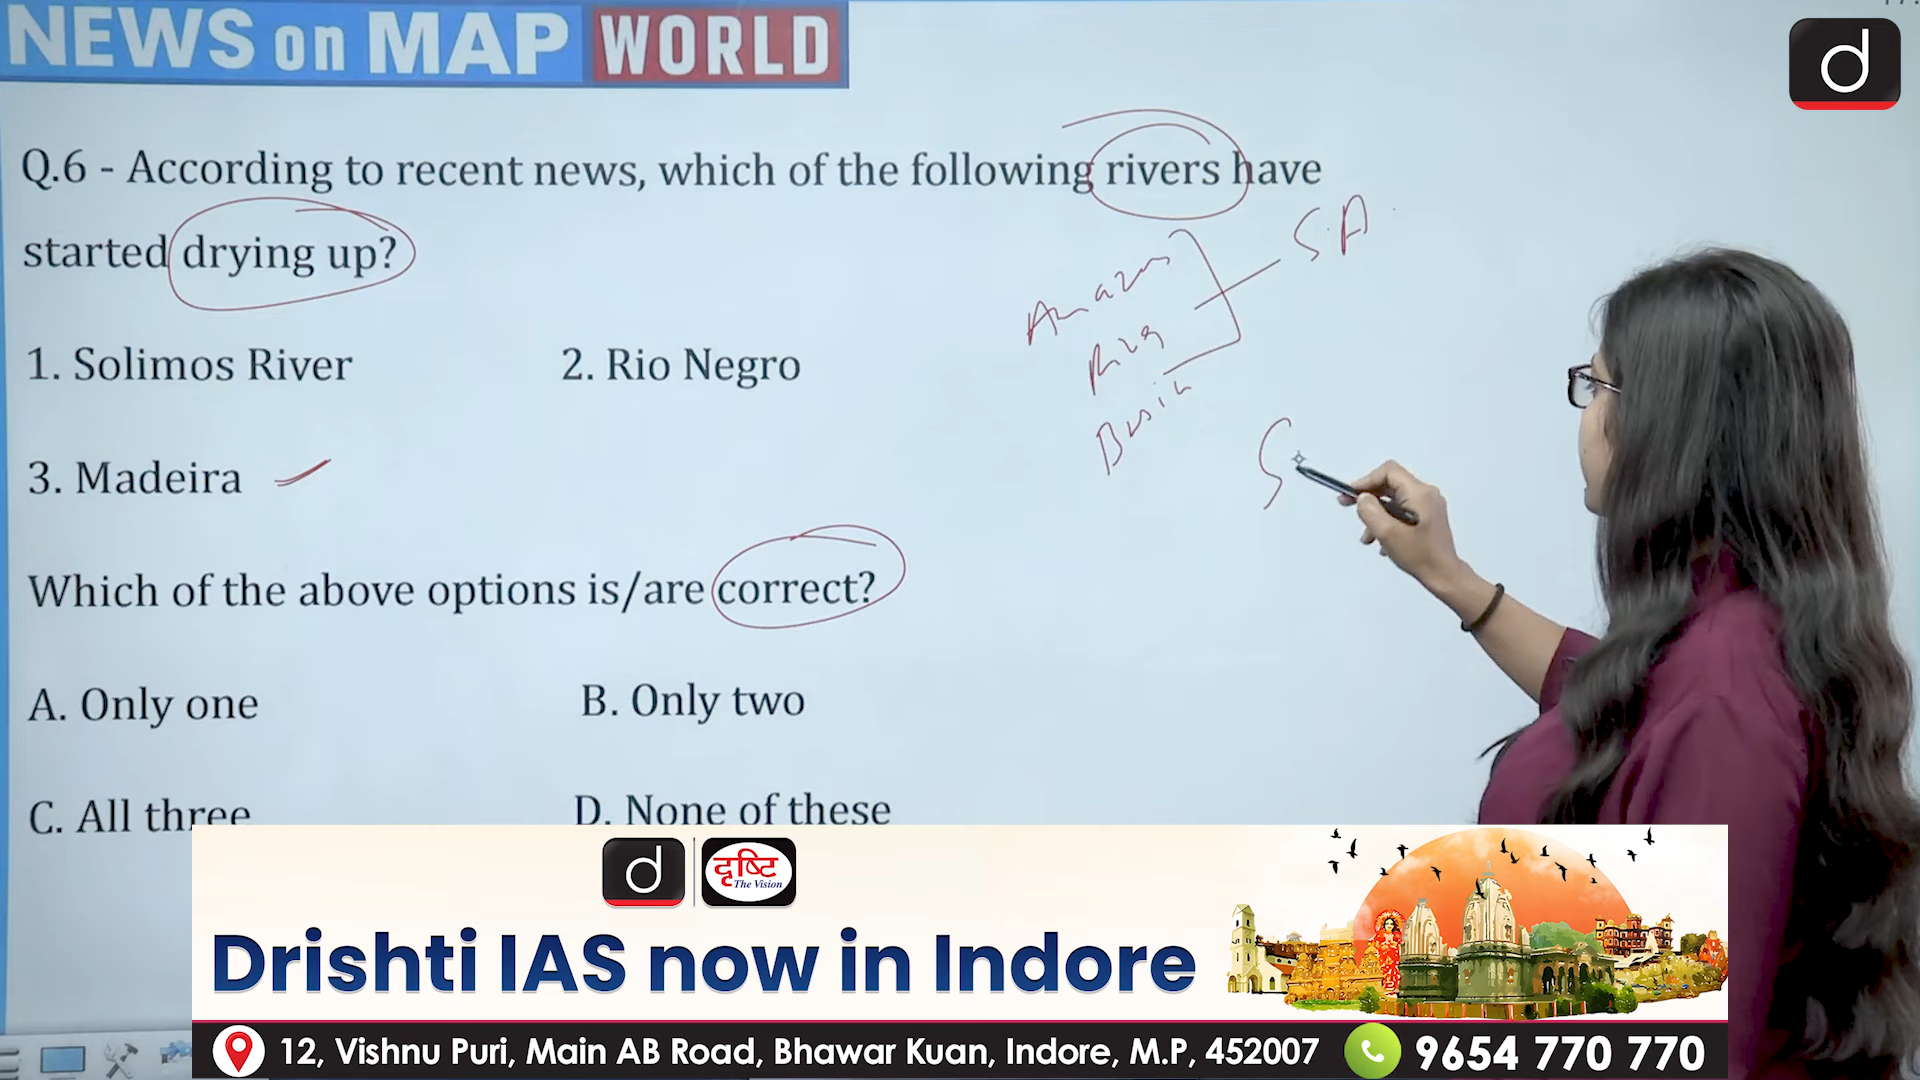 NEWS on MAP WORLD
d
Q.6 - According to recent news, which of the following rivers have
started drying up?
S.A
Amazon
River
Basin
1. Solimos River 2. Rio Negro
3. Madeira
S
Which of the above options is/are correct?
A. Only one B. Only two
C. All three D. None of these
d दृष्टि
The Vision
Drishti IAS now in Indore
12, Vishnu Puri, Main AB Road, Bhawar Kuan, Indore, M.P, 452007 9654 770 770